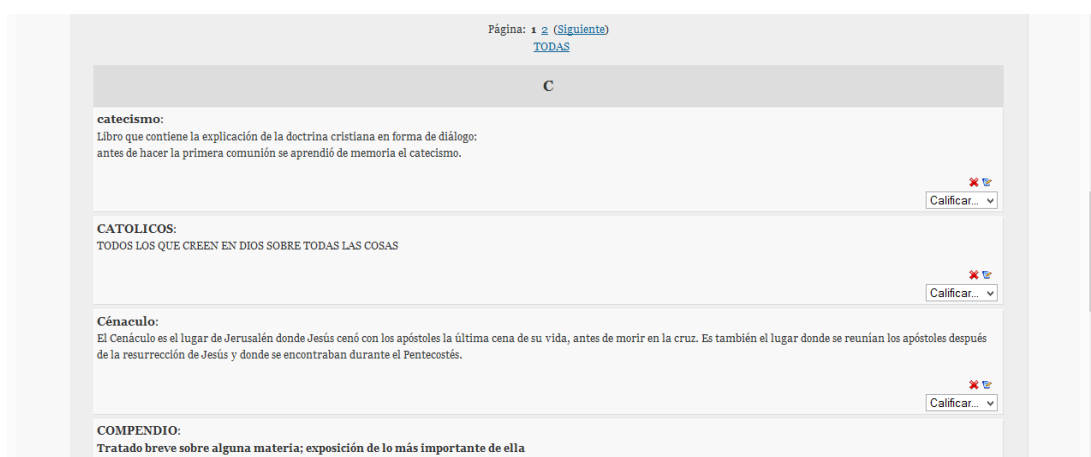 Página: 1 2 (Siguiente)
TODAS
C
catecismo:
Libro que contiene la explicación de la doctrina cristiana en forma de diálogo:
antes de hacer la primera comunión se aprendió de memoria el catecismo.
Calificar...
CATOLICOS:
TODOS LOS QUE CREEN EN DIOS SOBRE TODAS LAS COSAS
Calificar...
Cénaculo:
El Cenáculo es el lugar de Jerusalén donde Jesús cenó con los apóstoles la última cena de su vida, antes de morir en la cruz. Es también el lugar donde se reunían los apóstoles después
de la resurrección de Jesús y donde se encontraban durante el Pentecostés.
Calificar...
COMPENDIO:
Tratado breve sobre alguna materia; exposición de lo más importante de ella